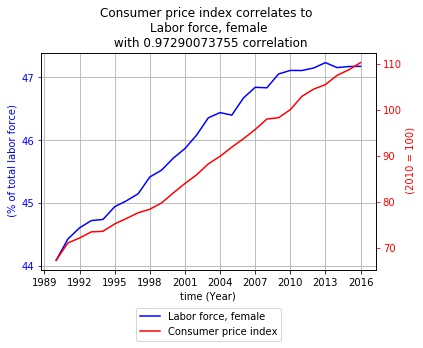 Consumer price index correlates to
Labor force, female
with 0.97290073755 correlation
(% of total labor force)
47
46
45
44
110
100
90
80
70
(2010 = 100)
1989 1992 1995 1998 2001 2004 2007 2010 2013 2016
time (Year)
Labor force, female
Consumer price index